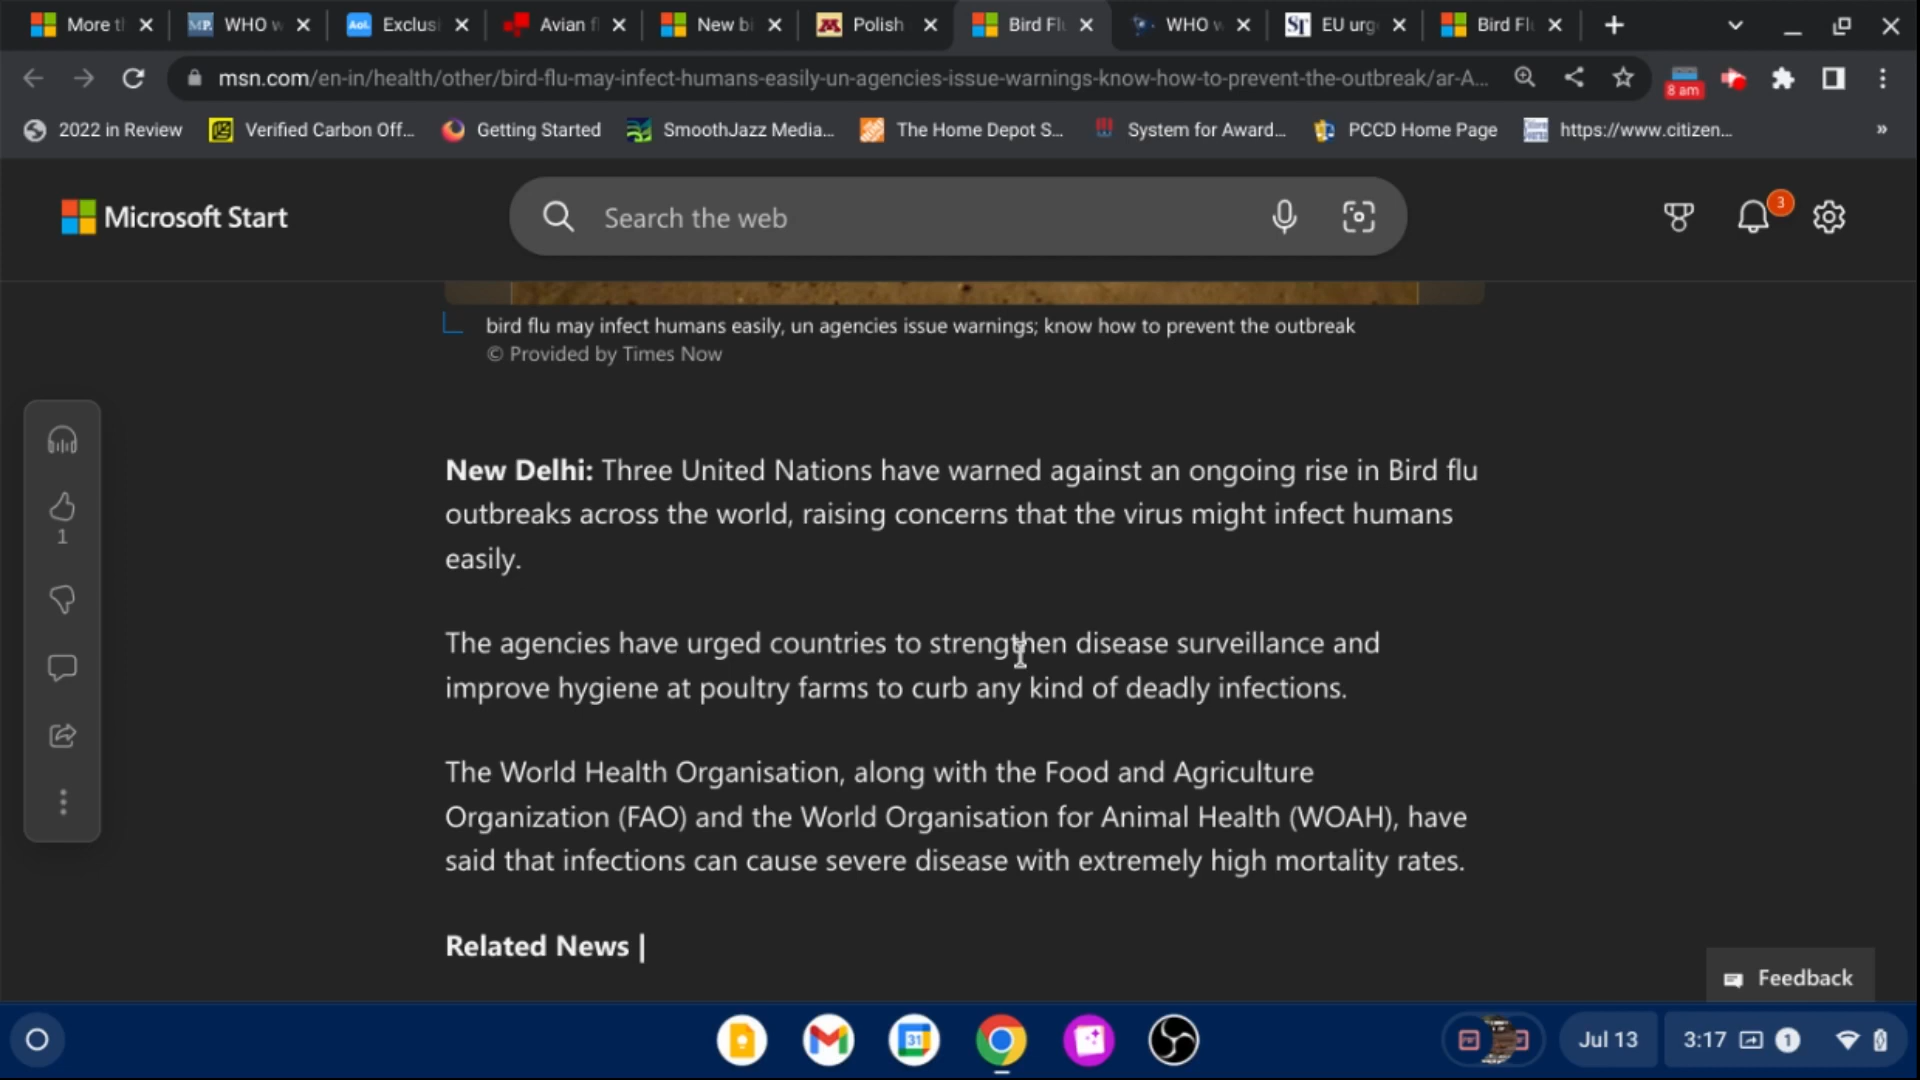 More t
WHO w
Exclusi
Avian f
New bi
Polish
Bird Fl
WHO w
EU urg
Bird Fl
msn.com/en-in/health/other/bird-flu-may-infect-humans-easily-un-agencies-issue-warnings-know-how-to-prevent-the-outbreak/ar-A...
8 am
2022 in Review
Verified Carbon Off...
Getting Started
SmoothJazz Media...
The Home Depot S...
System for Award...
PCCD Home Page
https://www.citizen...
»
Microsoft Start
Search the web
3
bird flu may infect humans easily, un agencies issue warnings; know how to prevent the outbreak
© Provided by Times Now
1
New Delhi: Three United Nations have warned against an ongoing rise in Bird flu
outbreaks across the world, raising concerns that the virus might infect humans
easily.
The agencies have urged countries to strengthen disease surveillance and
improve hygiene at poultry farms to curb any kind of deadly infections.
The World Health Organisation, along with the Food and Agriculture
Organization (FAO) and the World Organisation for Animal Health (WOAH), have
said that infections can cause severe disease with extremely high mortality rates.
Related News |
Feedback
31
Jul 13
3:17
1